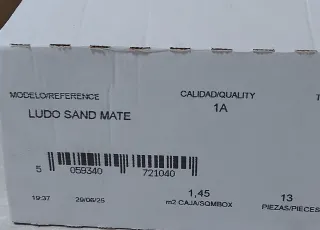 MODELO/REFERENCE CALIDAD/QUALITY T
LUDO SAND MATE 1A
5 059340 721040
19:37 29/06/25 1,45 13
m2 CAJA/SQMBOX PIEZAS/PIECES